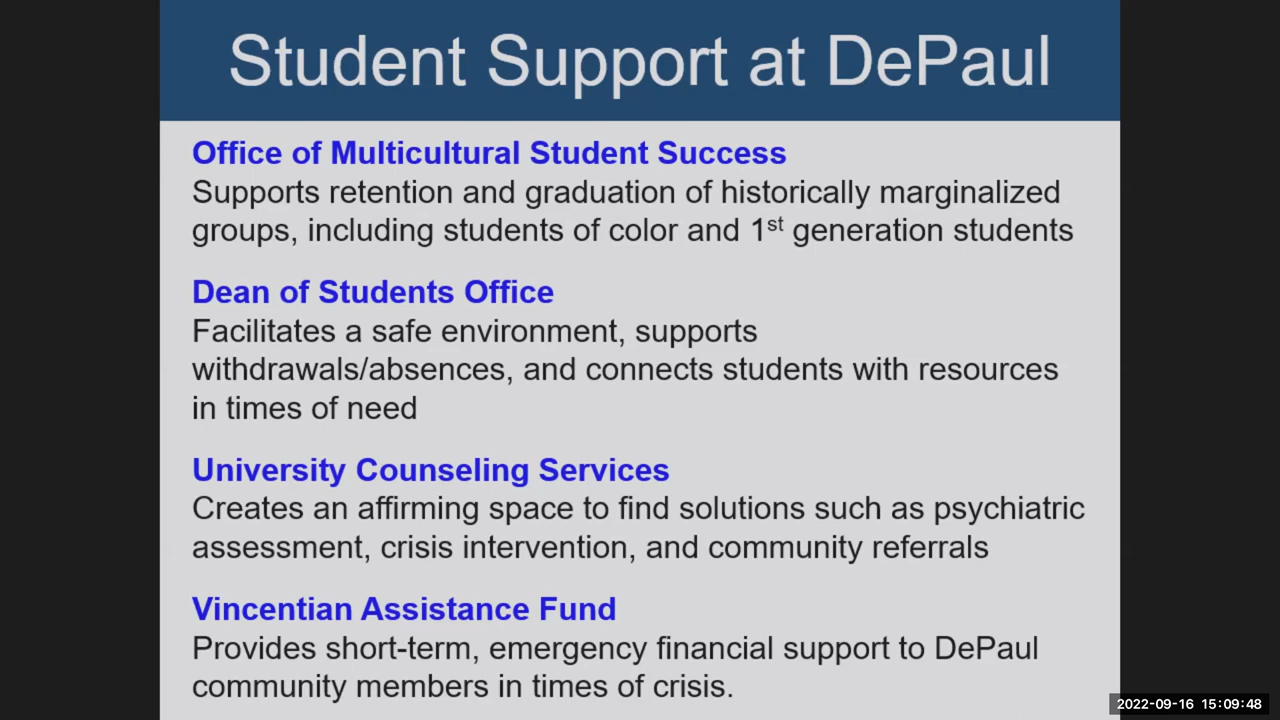 Student Support at DePaul
Office of Multicultural Student Success
Supports retention and graduation of historically marginalized
groups, including students of color and 1st generation students
Dean of Students Office
Facilitates a safe environment, supports
withdrawals/absences, and connects students with resources
in times of need
University Counseling Services
Creates an affirming space to find solutions such as psychiatric
assessment, crisis intervention, and community referrals
Vincentian Assistance Fund
Provides short-term, emergency financial support to DePaul
community members in times of crisis.
2022-09-16 15:09:48